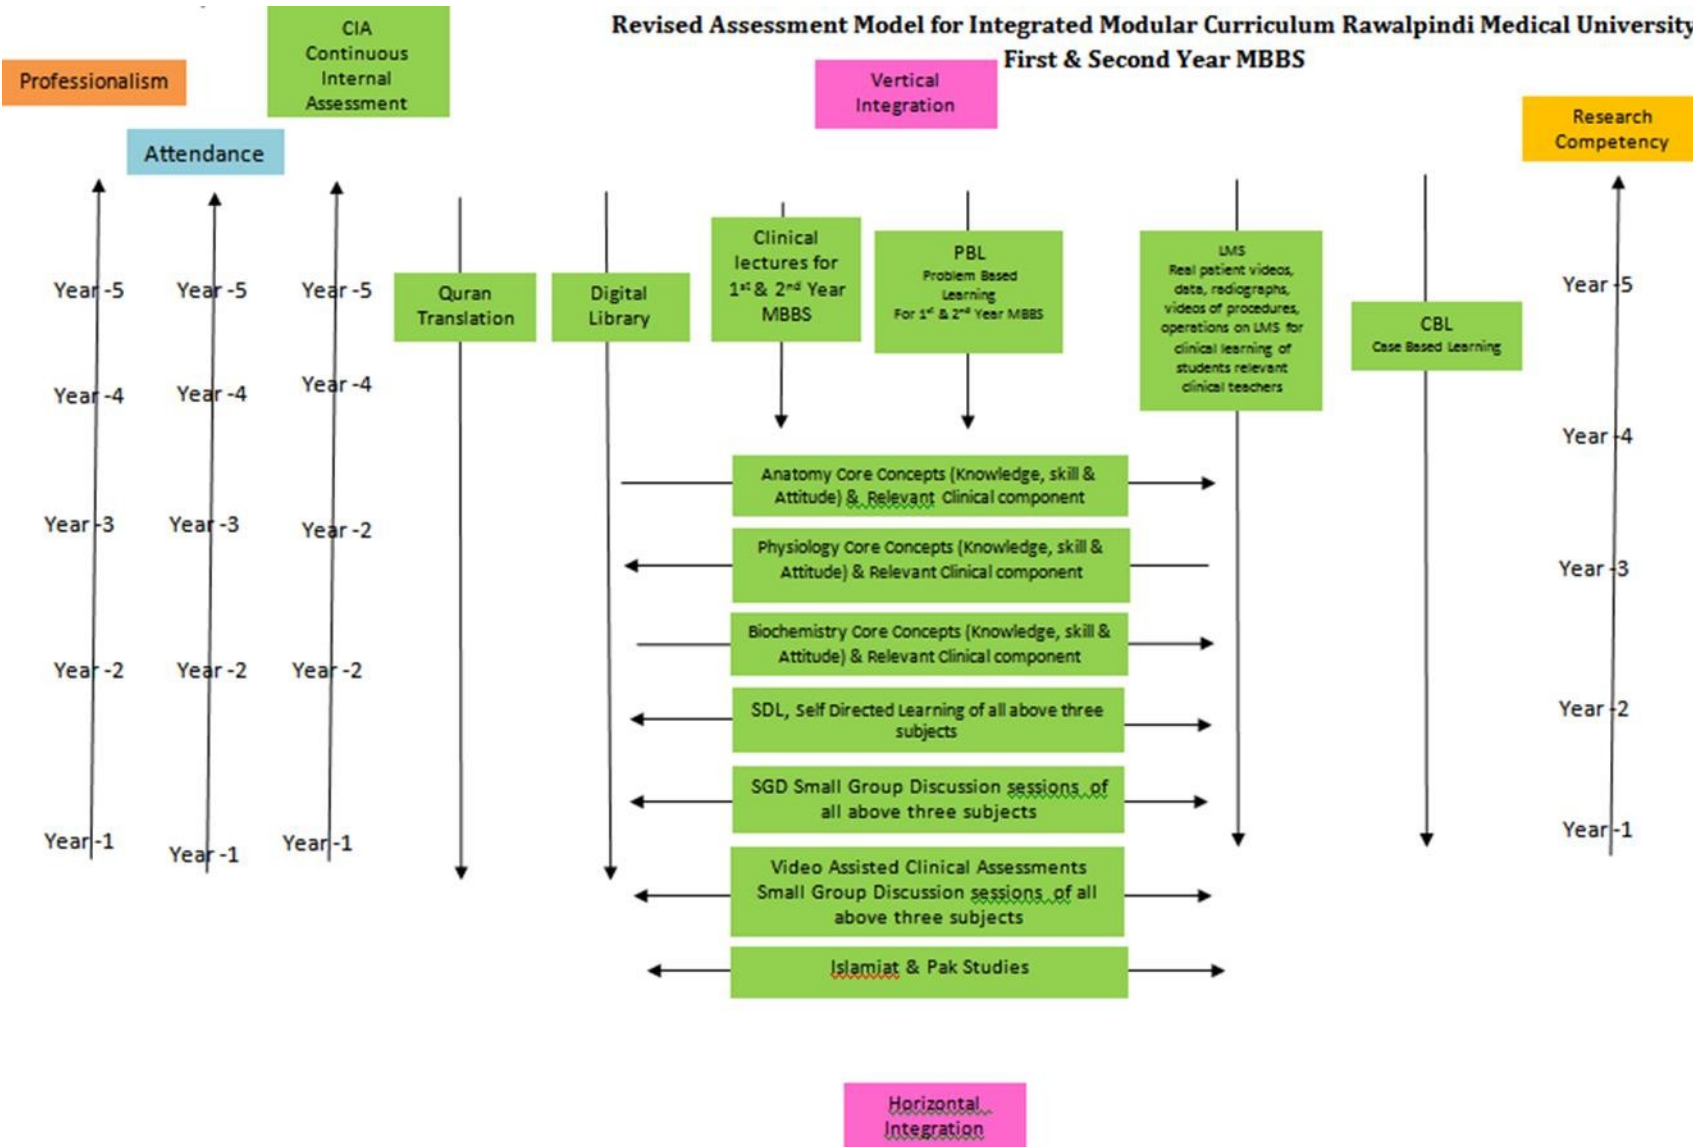 Revised Assessment Model for Integrated Modular Curriculum Rawalpindi Medical University
First & Second Year MBBS
Professionalism
Attendance
CIA
Continuous
Internal
Assessment
Vertical
Integration
Research
Competency
Year -5
Year -4
Year -3
Year -2
Year -1
Year -5
Year -4
Year -3
Year -2
Year -1
Year -5
Year -4
Year -2
Year -2
Year -1
Quran
Translation
Digital
Library
Clinical
lectures for
1st & 2nd Year
MBBS
PBL
Problem Based
Learning
For 1st & 2nd Year MBBS
LMS
Real patient videos,
data, radiographs,
videos of procedures,
operations on LMS for
clinical learning of
students relevant
clinical teachers
CBL
Case Based Learning
Year -5
Year -4
Year -3
Year -2
Year -1
Anatomy Core Concepts (Knowledge, skill &
Attitude) & Relevant Clinical component
Physiology Core Concepts (Knowledge, skill &
Attitude) & Relevant Clinical component
Biochemistry Core Concepts (Knowledge, skill &
Attitude) & Relevant Clinical component
SDL, Self Directed Learning of all above three
subjects
SGD Small Group Discussion sessions of
all above three subjects
Video Assisted Clinical Assessments
Small Group Discussion sessions of all
above three subjects
Islamiat & Pak Studies
Horizontal
Integration